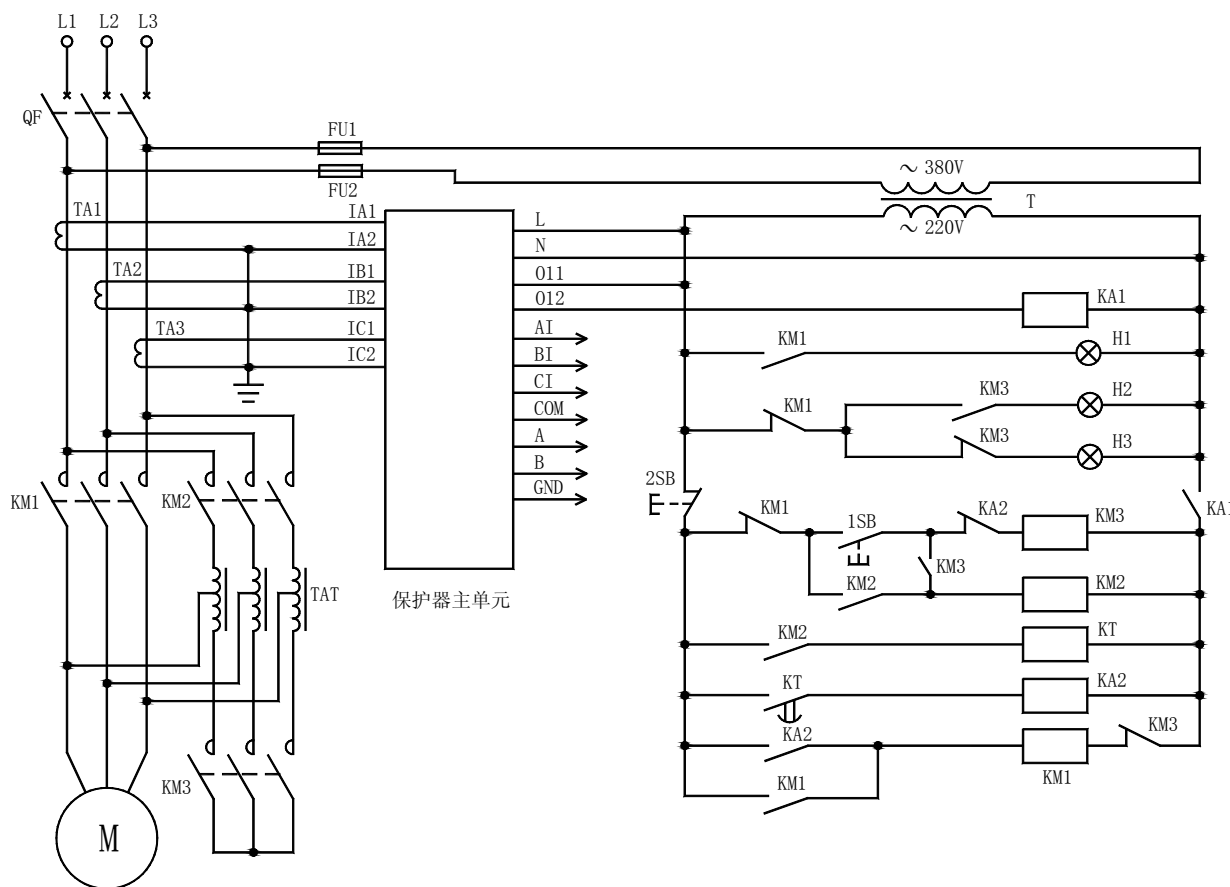 L1 L2 L3
QF
FU1
FU2
～380V
T
～220V
TA1
IA1
IA2
TA2
IB1
IB2
TA3
IC1
IC2
L
N
O11
O12
AI
BI
CI
COM
A
B
GND
保护器主单元
KA1
KM1
H1
KM1
KM3
H2
KM3
H3
2SB
KA1
KM1
1SB
KA2
KM3
KM3
KM2
KM2
KM2
KT
KT
KA2
KA2
KM1
KM3
KM1
KM1
KM2
TAT
KM3
M